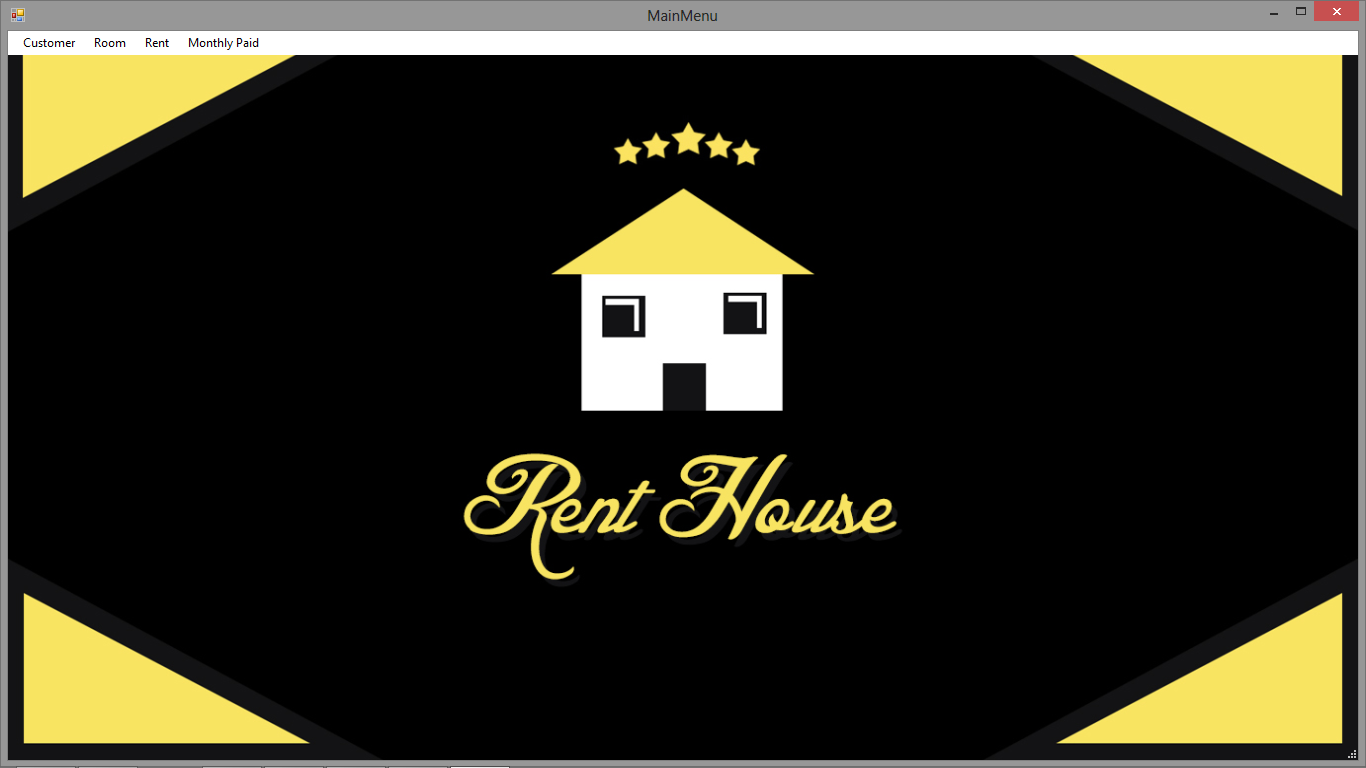 MainMenu
Customer Room Rent Monthly Paid
Rent House